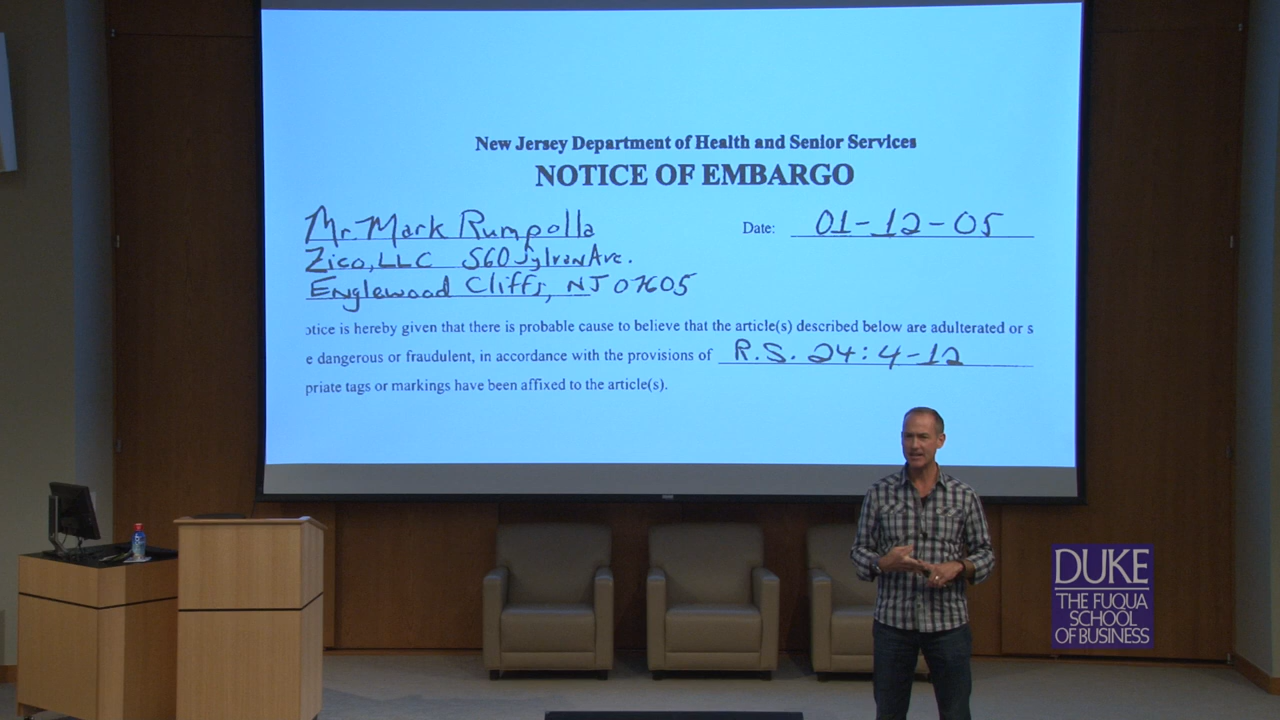 New Jersey Department of Health and Senior Services
NOTICE OF EMBARGO
Mr. Mark Rumpolla
Date: 01-12-05
Zico, LLC 560 Sylvan Ave.
Englewood Cliffs, NJ 07605
otice is hereby given that there is probable cause to believe that the article(s) described below are adulterated or s
e dangerous or fraudulent, in accordance with the provisions of R.S. 24:4-12
priate tags or markings have been affixed to the article(s).
DUKE
THE FUQUA
SCHOOL
OF BUSINESS